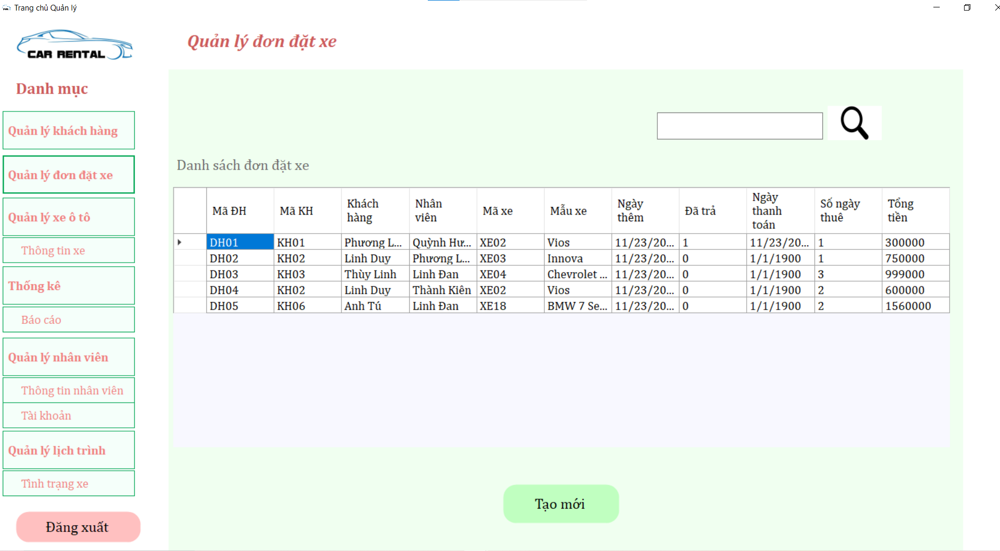 Trang chủ Quản lý
CAR RENTAL
Quản lý đơn đặt xe
Danh mục
Quản lý khách hàng
Quản lý đơn đặt xe
Quản lý xe ô tô
Thông tin xe
Thống kê
Báo cáo
Quản lý nhân viên
Thông tin nhân viên
Tài khoản
Quản lý lịch trình
Tình trạng xe
Đăng xuất
Danh sách đơn đặt xe
Mã ĐH Mã KH Khách hàng Nhân viên Mã xe Mẫu xe Ngày thêm Đã trả Ngày thanh toán Số ngày thuê Tổng tiền
DH01 KH01 Phương L... Quỳnh Hư... XE02 Vios 11/23/20... 1 11/23/20... 1 300000
DH02 KH02 Linh Duy Phương L... XE03 Innova 11/23/20... 0 1/1/1900 1 750000
DH03 KH03 Thùy Linh Linh Đan XE04 Chevrolet ... 11/23/20... 0 1/1/1900 3 999000
DH04 KH02 Linh Duy Thành Kiên XE02 Vios 11/23/20... 0 1/1/1900 2 600000
DH05 KH06 Anh Tú Linh Đan XE18 BMW 7 Se... 11/23/20... 0 1/1/1900 2 1560000
Tạo mới